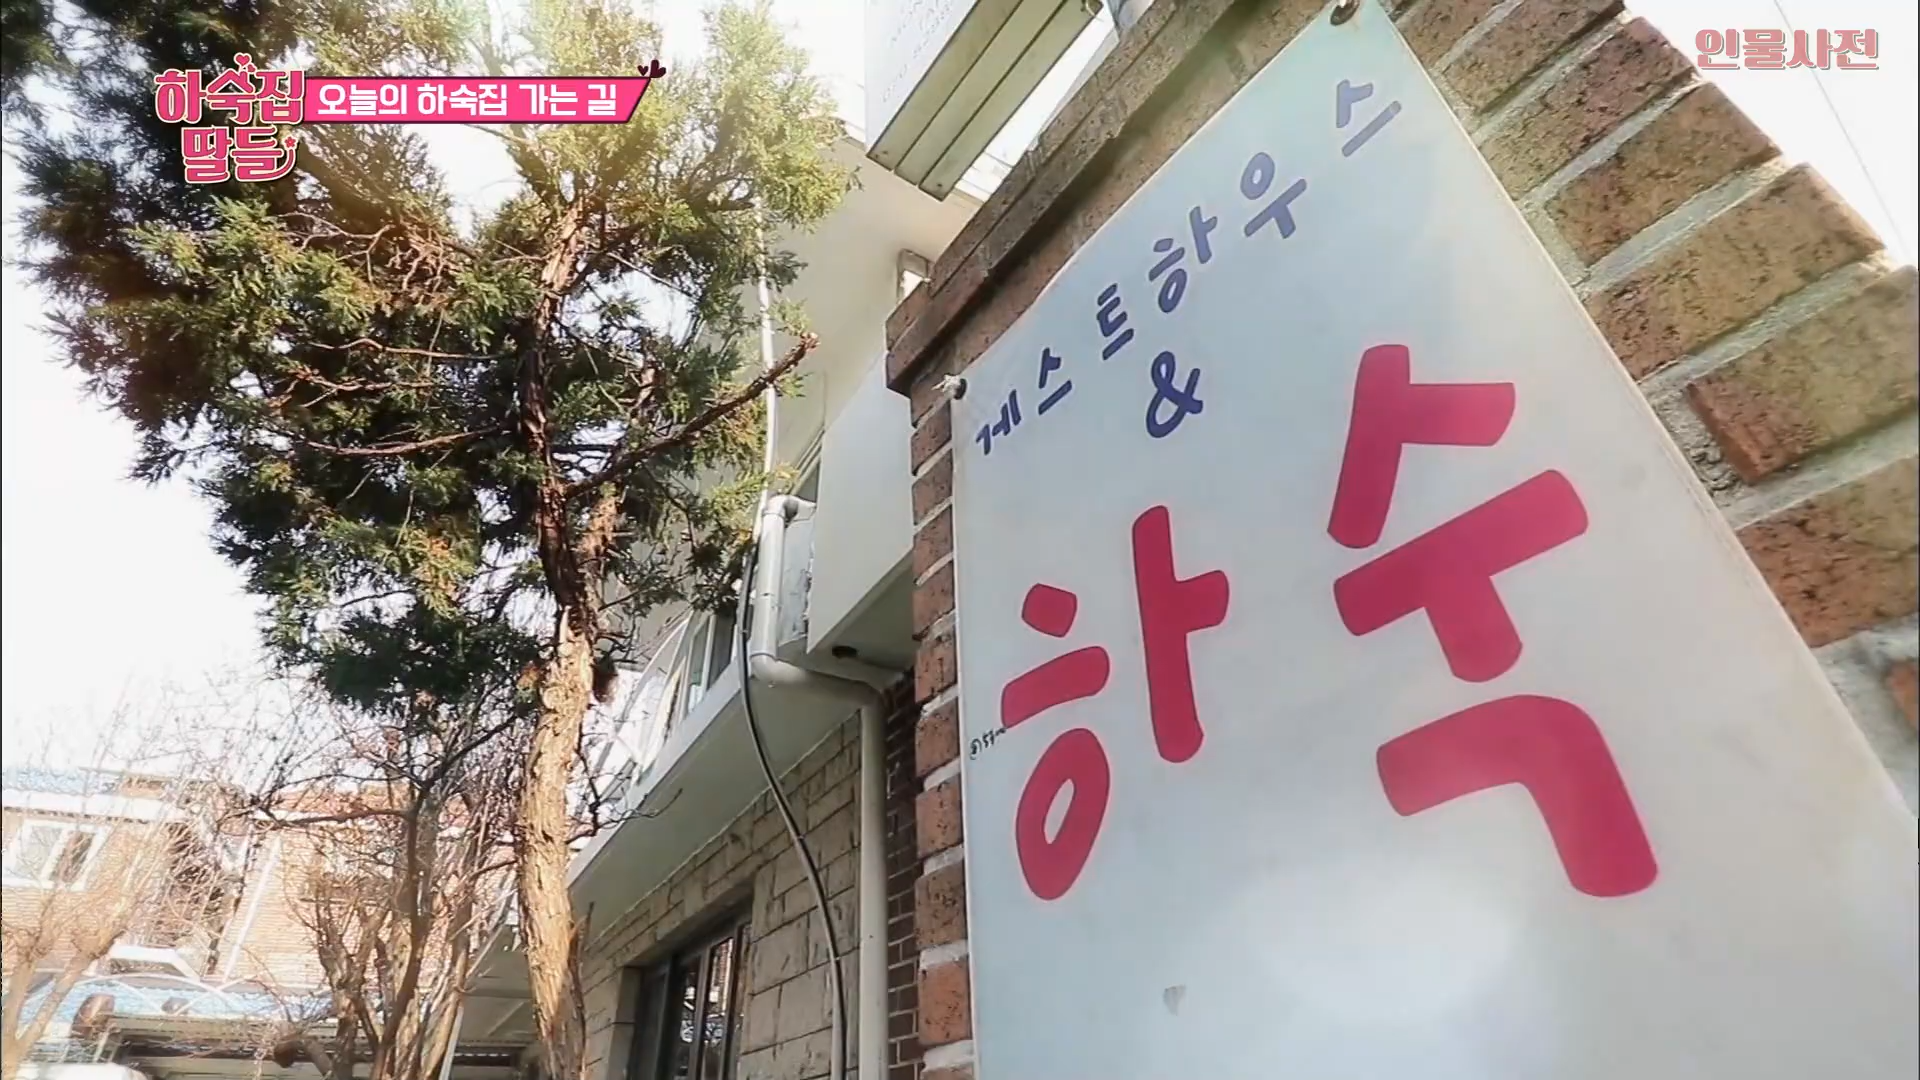 하숙집
딸들
오늘의 하숙집 가는 길
인물사전
게스트하우스
&
하숙